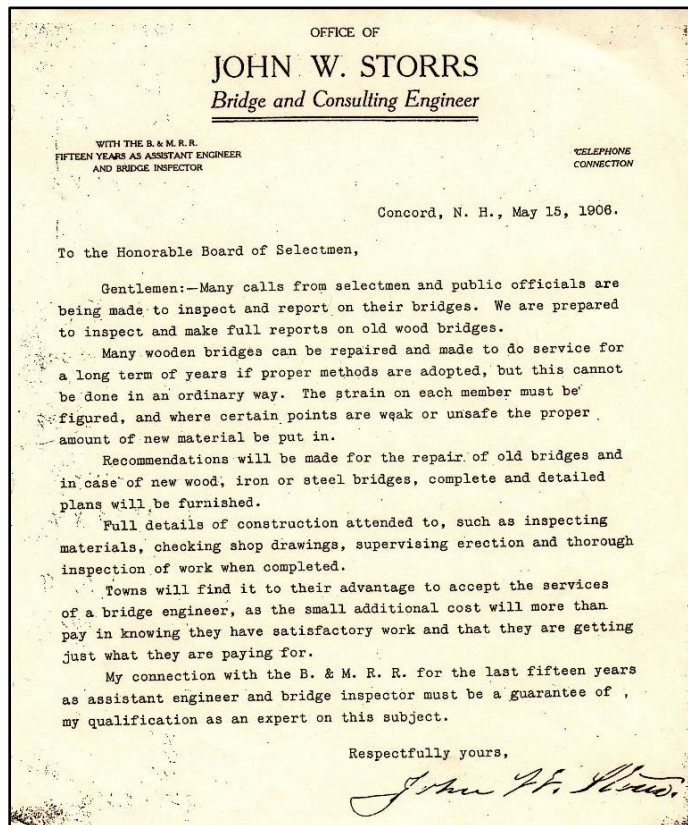 OFFICE OF
JOHN W. STORRS
Bridge and Consulting Engineer
WITH THE B. & M. R. R.
FIFTEEN YEARS AS ASSISTANT ENGINEER
AND BRIDGE INSPECTOR
TELEPHONE
CONNECTION
Concord, N. H., May 15, 1906.
To the Honorable Board of Selectmen,
Gentlemen:—Many calls from selectmen and public officials are
being made to inspect and report on their bridges. We are prepared
to inspect and make full reports on old wood bridges.
Many wooden bridges can be repaired and made to do service for
a long term of years if proper methods are adopted, but this cannot
be done in an ordinary way. The strain on each member must be
figured, and where certain points are weak or unsafe the proper
amount of new material be put in.
Recommendations will be made for the repair of old bridges and
in case of new wood, iron or steel bridges, complete and detailed
plans will be furnished.
Full details of construction attended to, such as inspecting
materials, checking shop drawings, supervising erection and thorough
inspection of work when completed.
Towns will find it to their advantage to accept the services
of a bridge engineer, as the small additional cost will more than
pay in knowing they have satisfactory work and that they are getting
just what they are paying for.
My connection with the B. & M. R. R. for the last fifteen years
as assistant engineer and bridge inspector must be a guarantee of
my qualification as an expert on this subject.
Respectfully yours,
John W. Storrs.